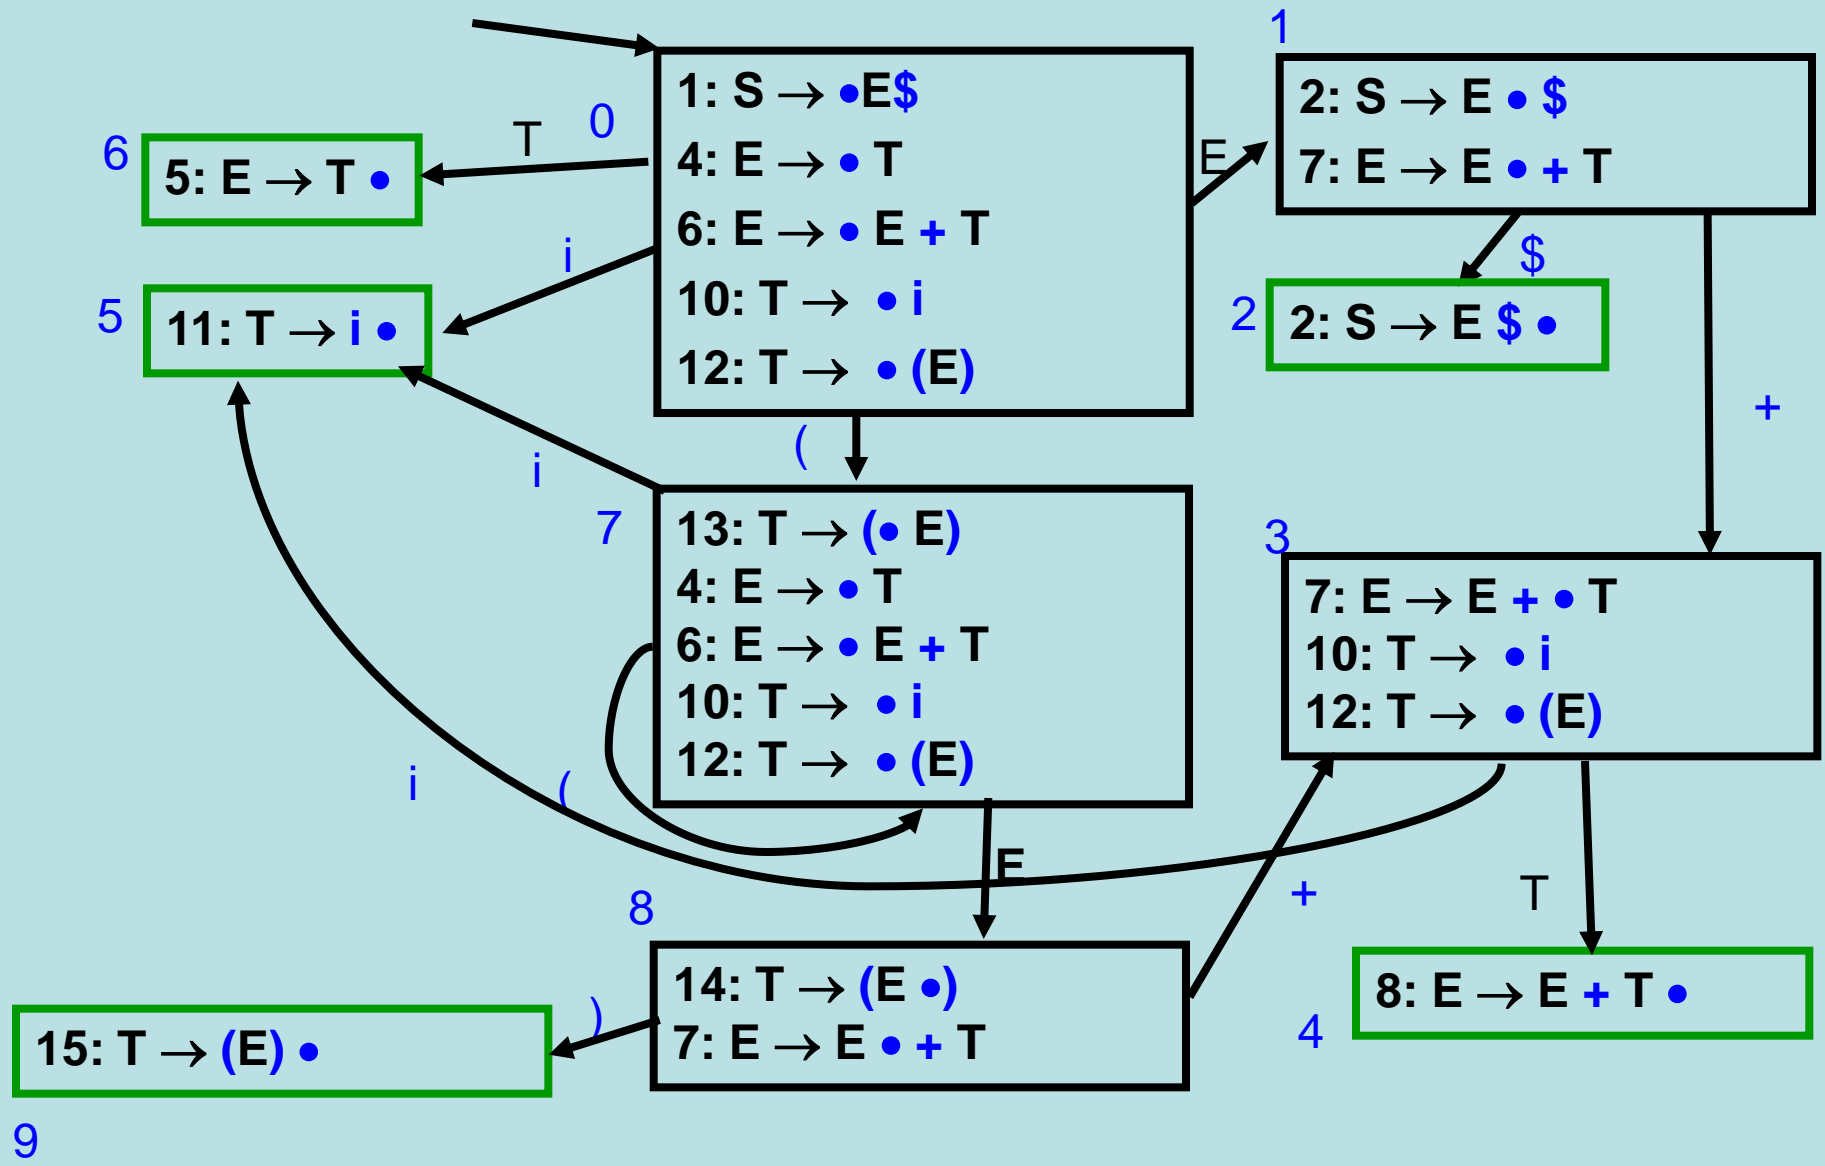 1
0
1: S → •E$
4: E → • T
6: E → • E + T
10: T → • i
12: T → • (E)
T
6
5: E → T •
E
2: S → E • $
7: E → E • + T
i
5
11: T → i •
$
2
2: S → E $ •
+
(
i
7
13: T → (• E)
4: E → • T
6: E → • E + T
10: T → • i
12: T → • (E)
3
7: E → E + • T
10: T → • i
12: T → • (E)
i
(
E
+
T
8
14: T → (E •)
7: E → E • + T
4
8: E → E + T •
)
15: T → (E) •
9